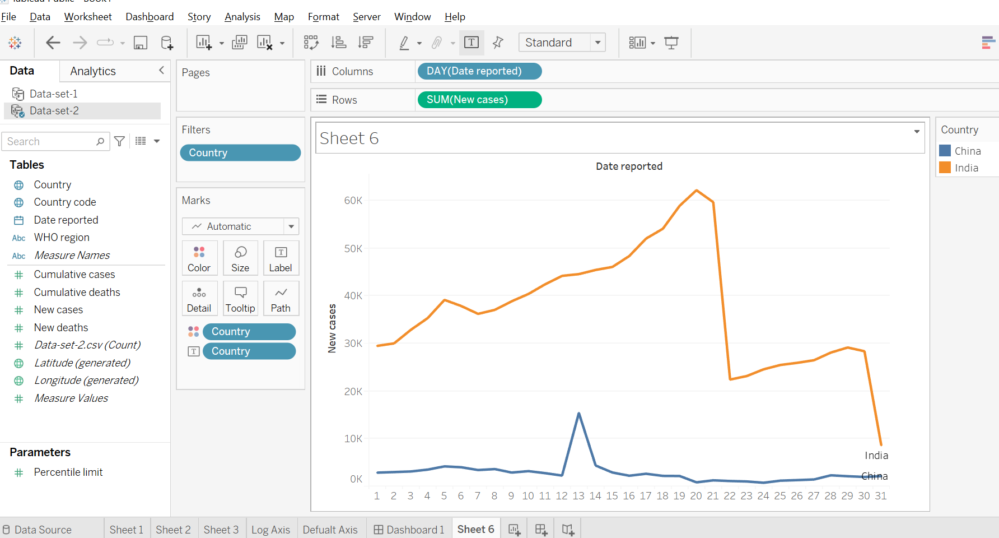 File Data Worksheet Dashboard Story Analysis Map Format Server Window Help
T Standard
Data Analytics
Data-set-1
Data-set-2
Search
Tables
Country
Country code
Date reported
Abc WHO region
Abc Measure Names
Cumulative cases
Cumulative deaths
New cases
New deaths
Data-set-2.csv (Count)
Latitude (generated)
Longitude (generated)
Measure Values
Parameters
Percentile limit
Pages
Filters
Country
Marks
Automatic
Color Size Label
Detail Tooltip Path
Country
Country
Columns DAY(Date reported)
Rows SUM(New cases)
Sheet 6
Date reported
60K
50K
40K
30K
20K
10K
0K
New cases
India
China
1 2 3 4 5 6 7 8 9 10 11 12 13 14 15 16 17 18 19 20 21 22 23 24 25 26 27 28 29 30 31
Country
China
India
Data Source Sheet 1 Sheet 2 Sheet 3 Log Axis Defualt Axis Dashboard 1 Sheet 6